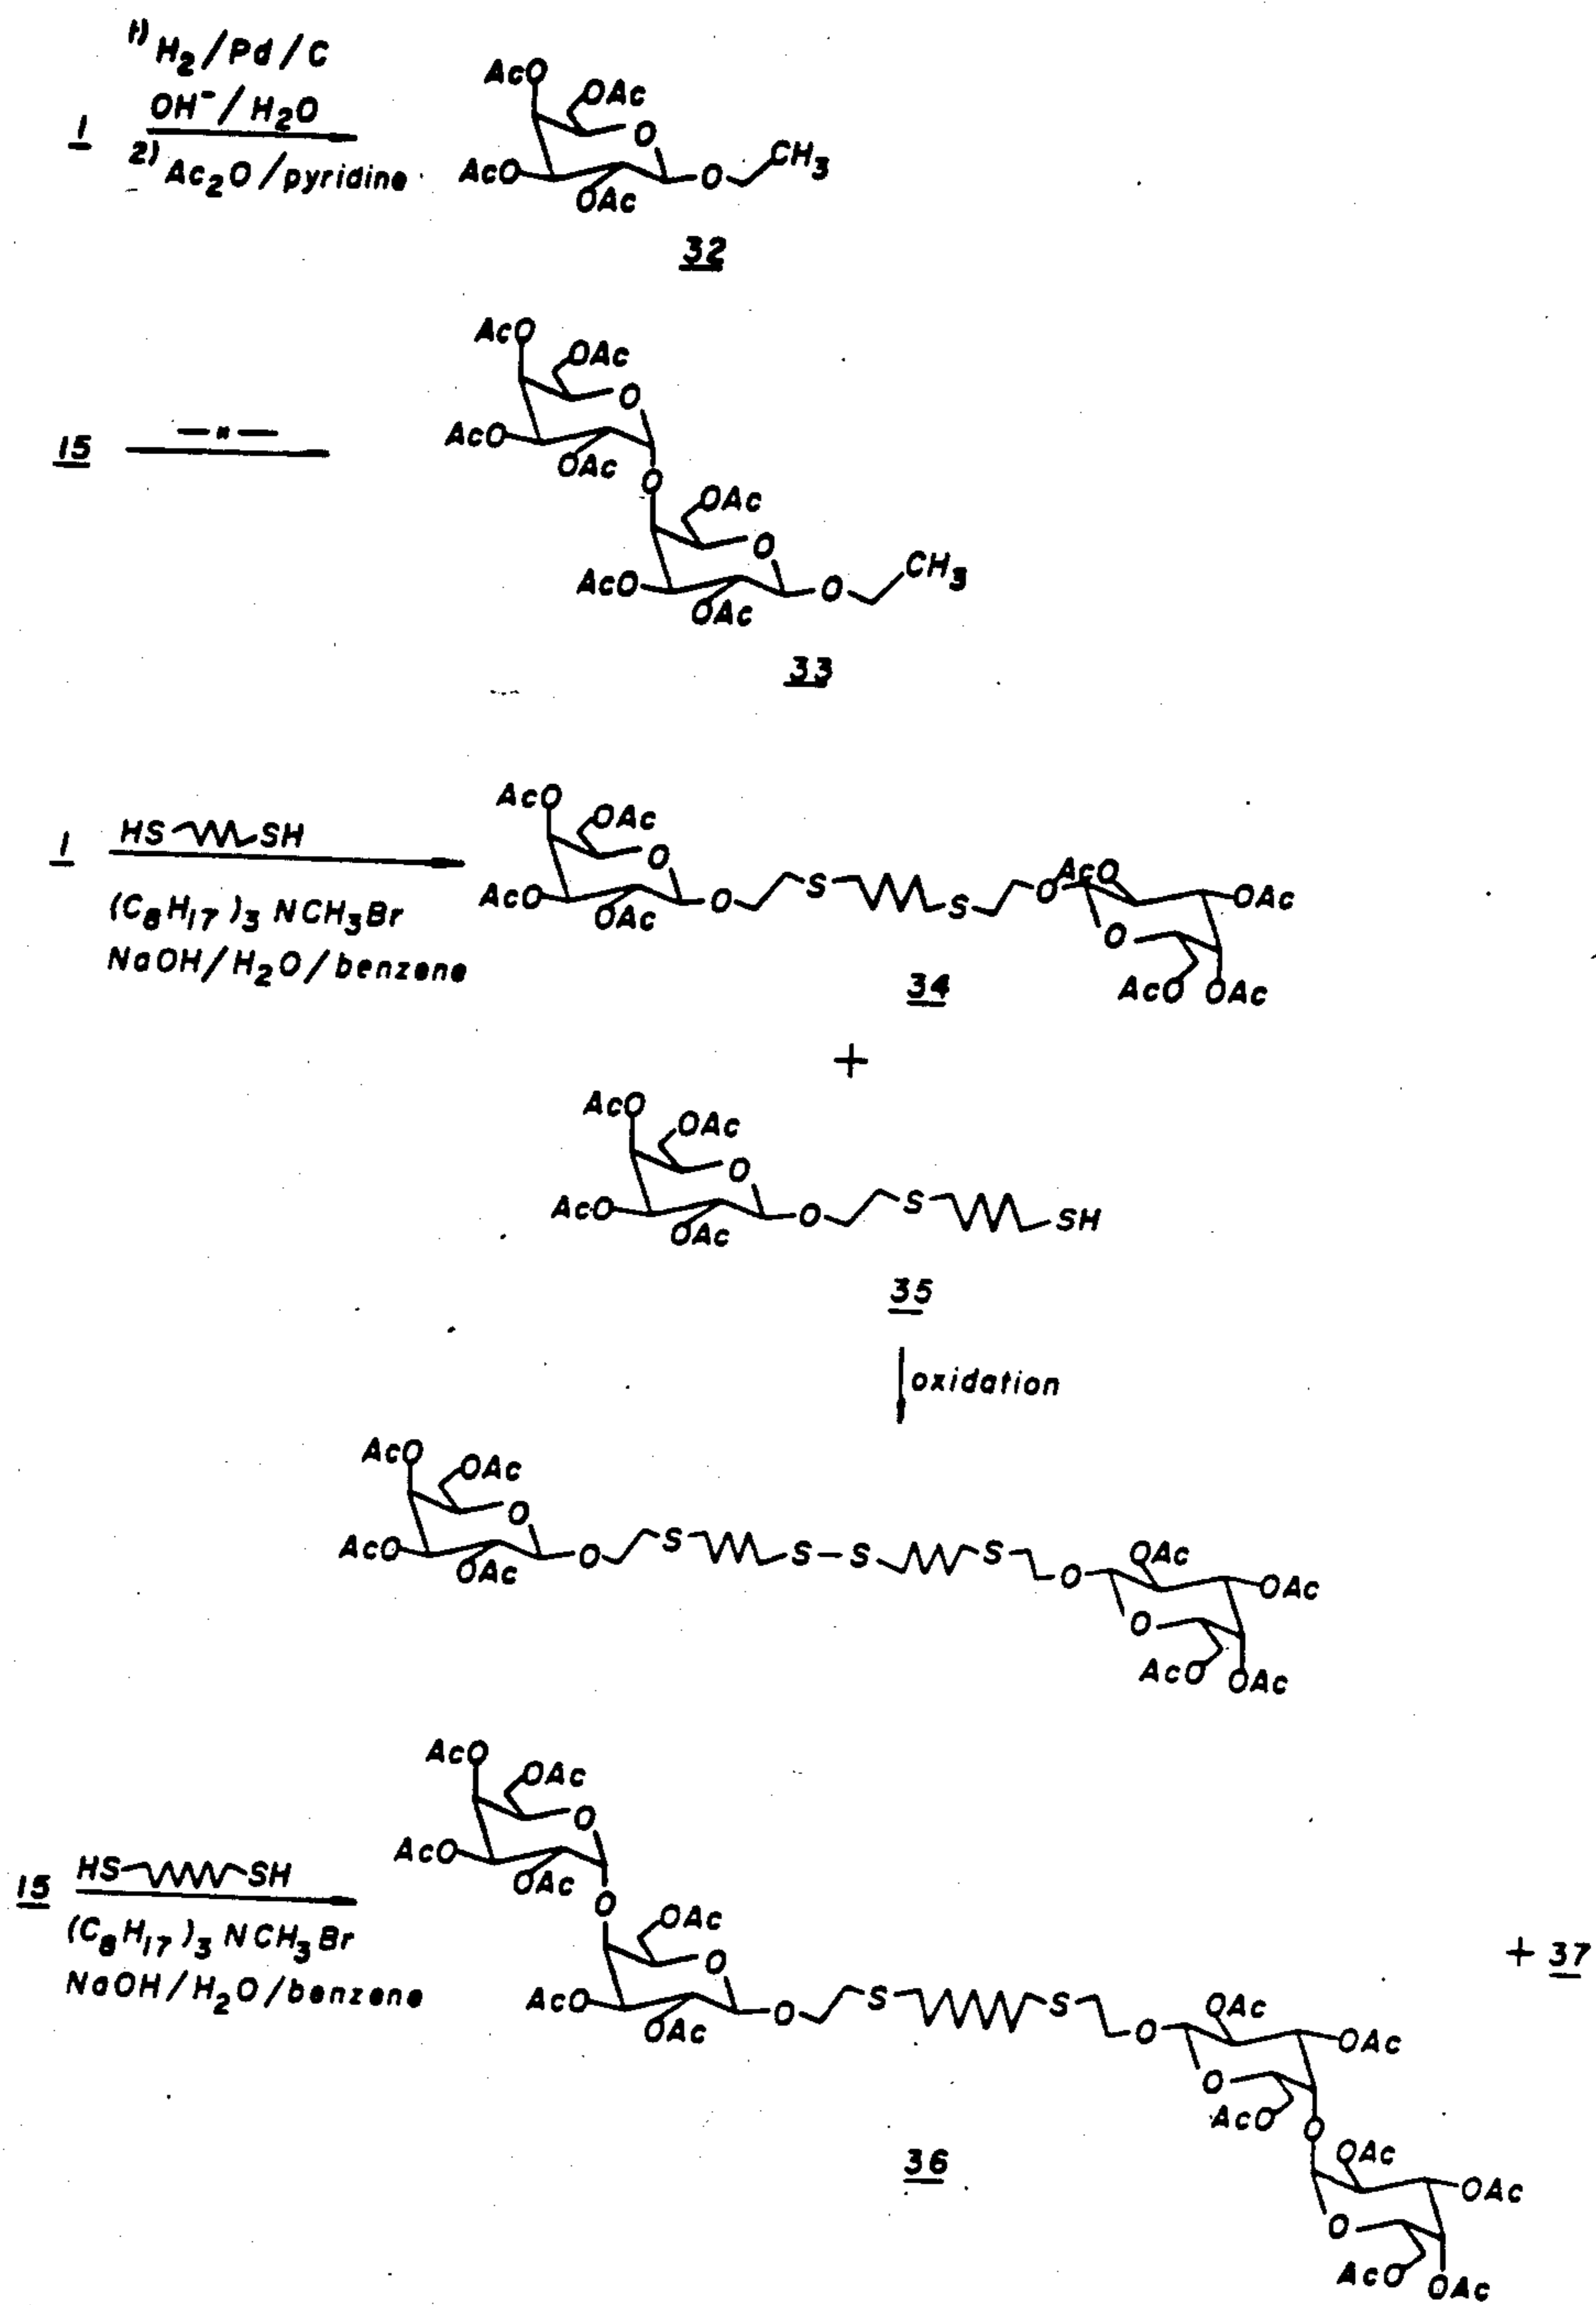 1) H2/Pd/C
OH-/H2O
1
2) Ac2O/pyridine
AcO
OAc
O
AcO
OAc
O
CH3
32
AcO
OAc
O
AcO
OAc
O
15
— " —
OAc
O
AcO
OAc
O
CH3
33
1
HS SH
(C8H17)3 NCH3Br
NaOH/H2O/benzene
AcO
OAc
O
AcO
OAc
O
S
S
O
AcO
OAc
O
AcO
OAc
34
+
AcO
OAc
O
AcO
OAc
O
S
SH
35
oxidation
AcO
OAc
O
AcO
OAc
O
S
S–S
S
O
OAc
OAc
O
AcO
OAc
15
HS SH
(C8H17)3 NCH3Br
NaOH/H2O/benzene
AcO
OAc
O
AcO
OAc
O
OAc
O
AcO
OAc
O
S
S
O
OAc
OAc
O
AcO
O
OAc
OAc
O
AcO
OAc
+ 37
36